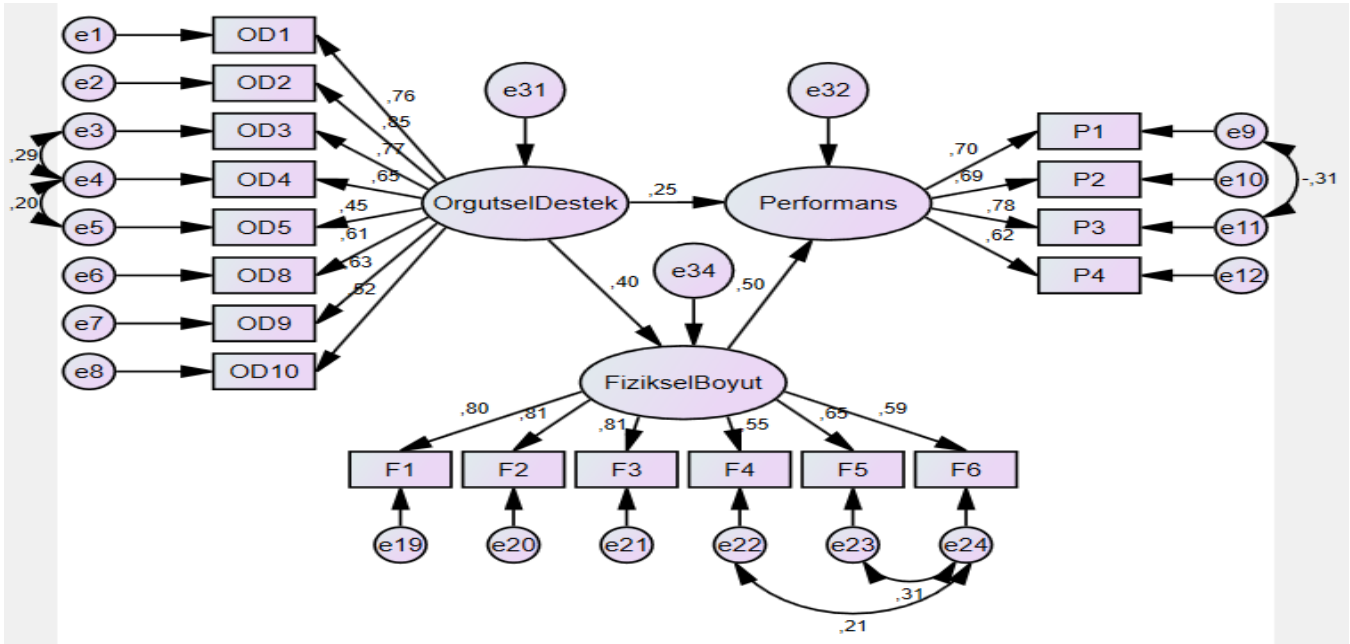 e1 OD1
e2 OD2
e3 OD3
e4 OD4
e5 OD5
e6 OD8
e7 OD9
e8 OD10
,29
,20
,76
,85
,77
,65
,45
,61
,63
,52
e31
e32
OrgutselDestek
,25
Performans
,70
,69
,78
,62
P1 e9
P2 e10
P3 e11
P4 e12
-,31
,40
e34
,50
FizikselBoyut
,80
,81
,81
,55
,65
,59
F1 F2 F3 F4 F5 F6
e19 e20 e21 e22 e23 e24
,31
,21